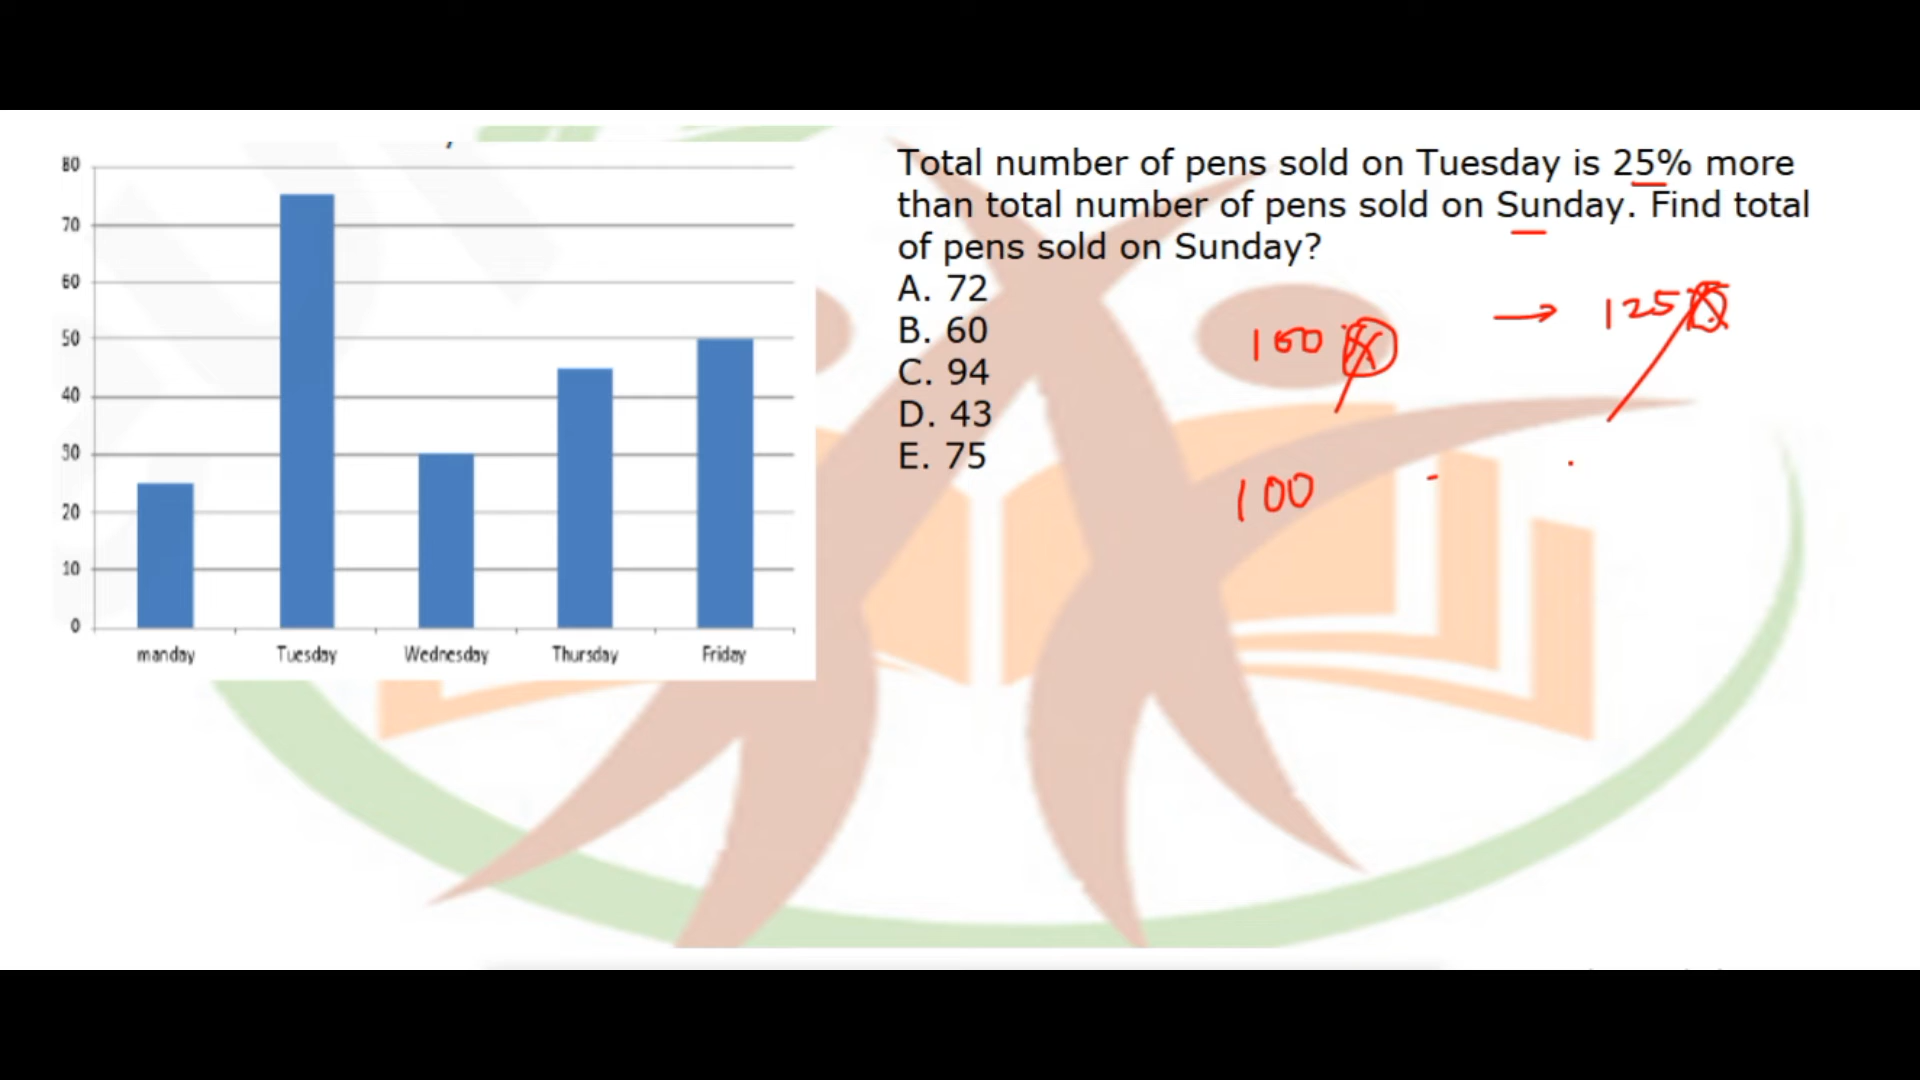 80
70
60
50
40
30
20
10
0
manday Tuesday Wednesday Thursday Friday
Total number of pens sold on Tuesday is 25% more
than total number of pens sold on Sunday. Find total
of pens sold on Sunday?
A. 72
B. 60
C. 94
D. 43
E. 75
100 → 125
100